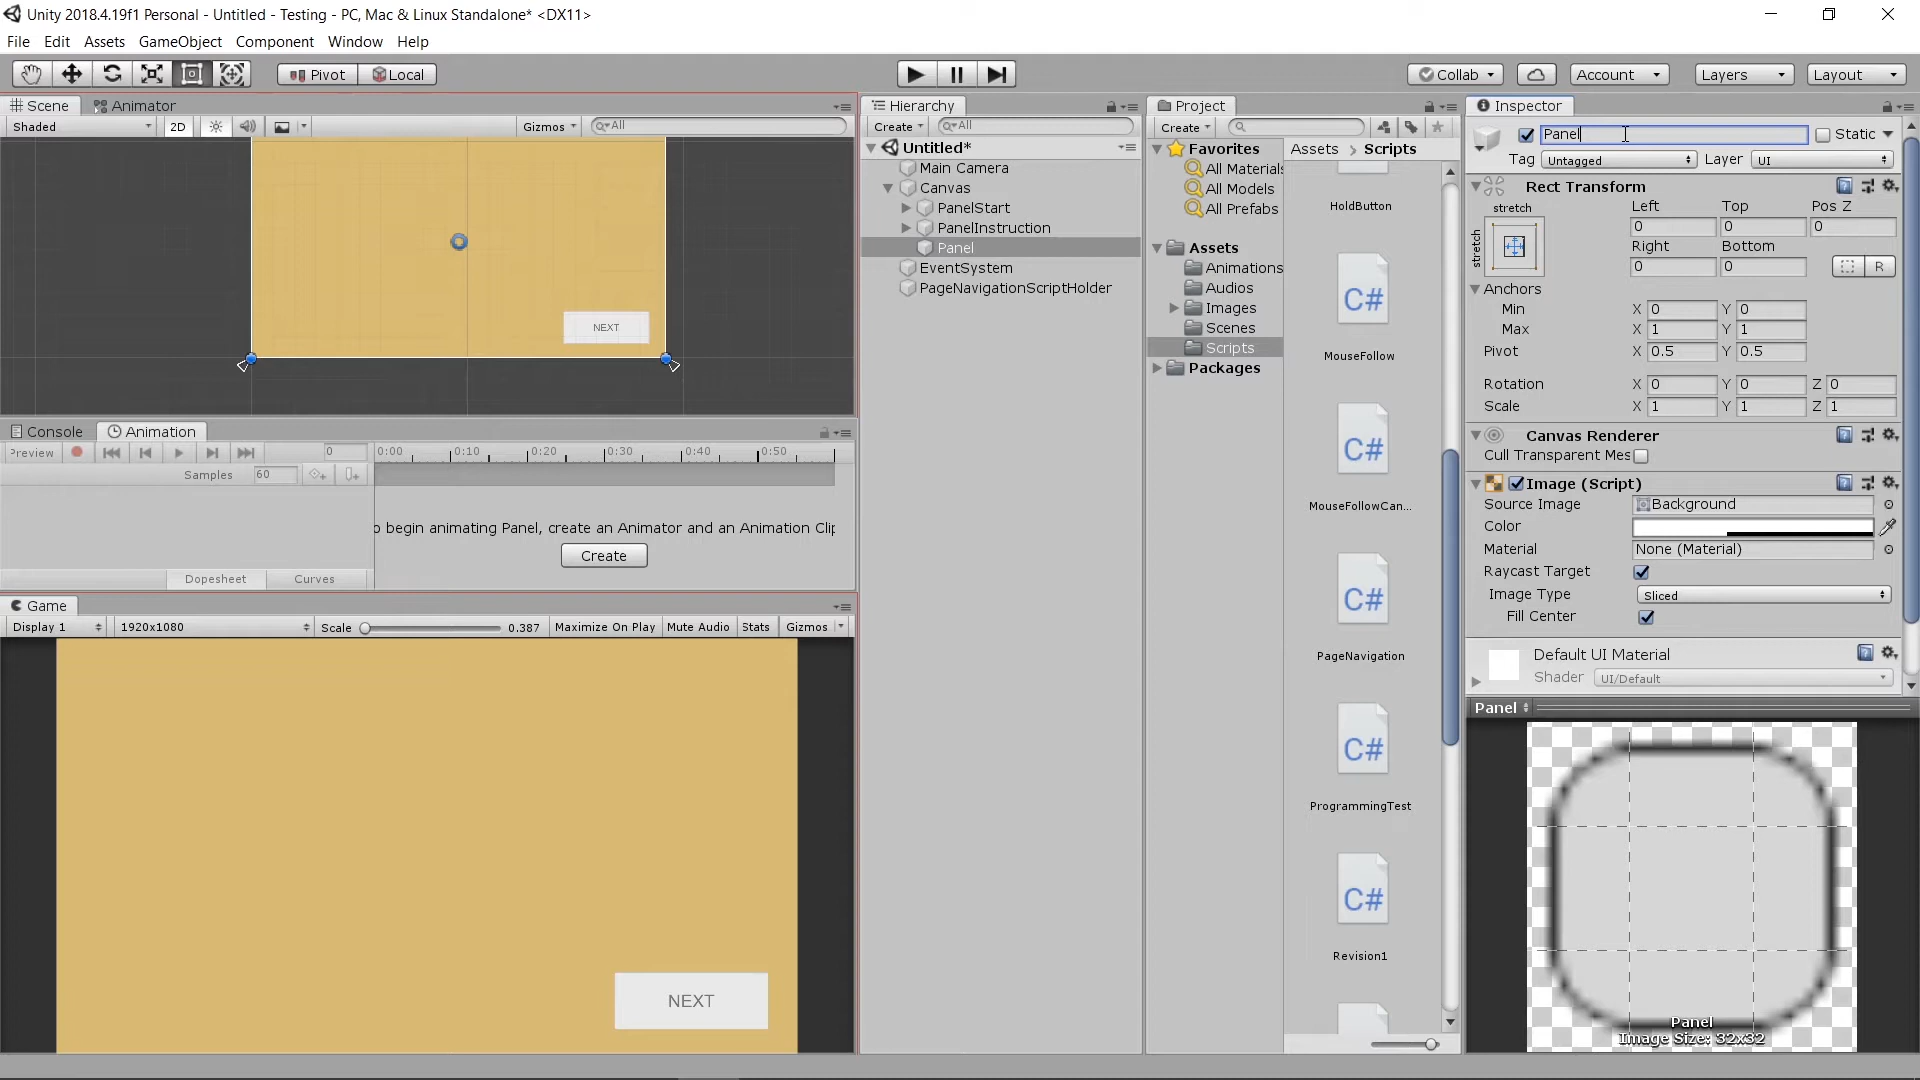 Unity 2018.4.19f1 Personal - Untitled - Testing - PC, Mac & Linux Standalone* <DX11>
File Edit Assets GameObject Component Window Help
Pivot Local Collab Account Layers Layout
Scene Animator
Shaded 2D Gizmos All
NEXT
Console Animation
Preview 0 0:00 0:10 0:20 0:30 0:40 0:50
Samples 60
o begin animating Panel, create an Animator and an Animation Clip
Create
Dopesheet Curves
Game
Display 1 1920x1080 Scale 0.387 Maximize On Play Mute Audio Stats Gizmos
NEXT
Hierarchy
Create All
Untitled*
Main Camera
Canvas
PanelStart
PanelInstruction
Panel
EventSystem
PageNavigationScriptHolder
Project
Create
Favorites
All Materials
All Models
All Prefabs
Assets
Animations
Audios
Images
Scenes
Scripts
Packages
Assets > Scripts
HoldButton
C#
MouseFollow
C#
MouseFollowCan...
C#
PageNavigation
C#
ProgrammingTest
C#
Revision1
Inspector
Panel Static
Tag Untagged Layer UI
Rect Transform
stretch Left Top Pos Z
stretch 0 0 0
Right Bottom
0 0 R
Anchors
Min X 0 Y 0
Max X 1 Y 1
Pivot X 0.5 Y 0.5
Rotation X 0 Y 0 Z 0
Scale X 1 Y 1 Z 1
Canvas Renderer
Cull Transparent Mes
Image (Script)
Source Image Background
Color
Material None (Material)
Raycast Target
Image Type Sliced
Fill Center
Default UI Material
Shader UI/Default
Panel
Panel
Image Size: 32x32